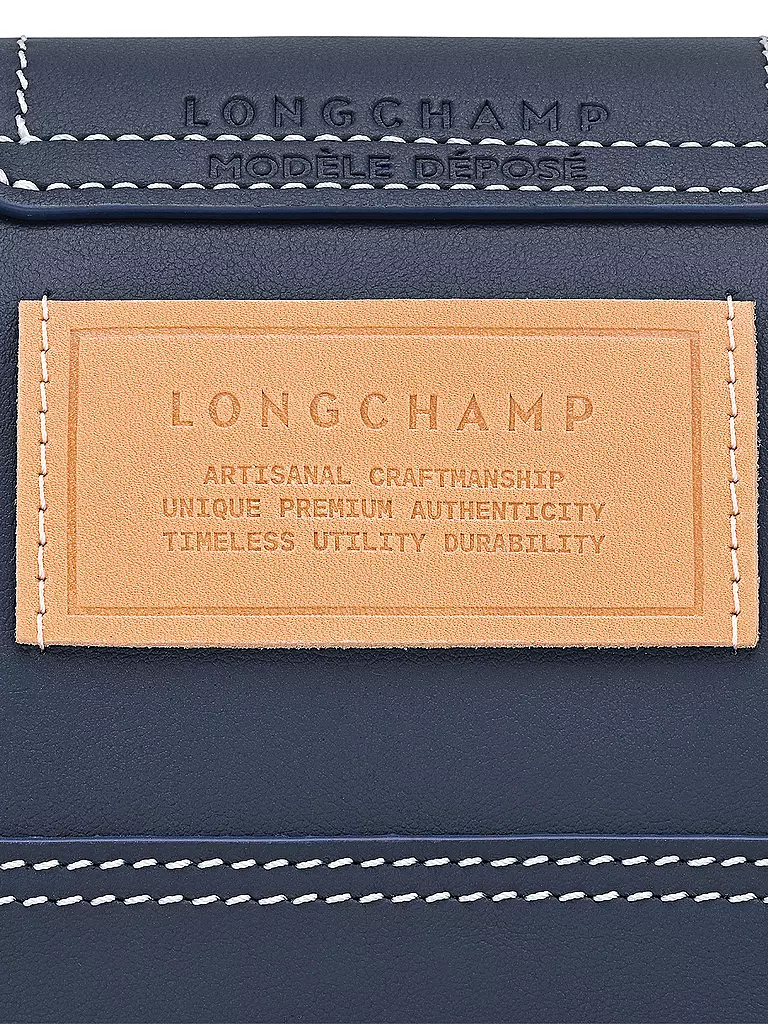 LONGCHAMP
MODÈLE DÉPOSÉ
LONGCHAMP
ARTISANAL CRAFTMANSHIP
UNIQUE PREMIUM AUTHENTICITY
TIMELESS UTILITY DURABILITY